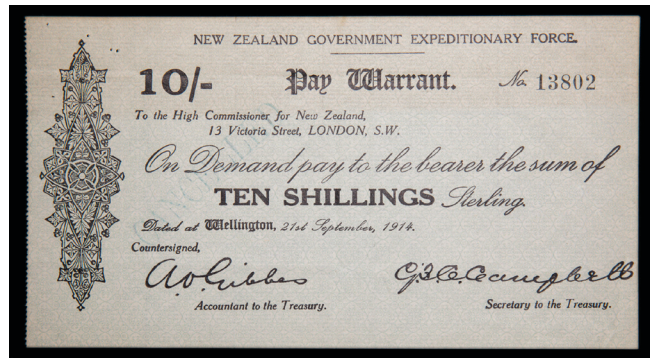 NEW ZEALAND GOVERNMENT EXPEDITIONARY FORCE.
10/- Pay Warrant. No. 13802
To the High Commissioner for New Zealand,
13 Victoria Street, LONDON, S.W.
On Demand pay to the bearer the sum of
TEN SHILLINGS Sterling.
Dated at Wellington, 21st September, 1914.
Countersigned,
Accountant to the Treasury.
Secretary to the Treasury.